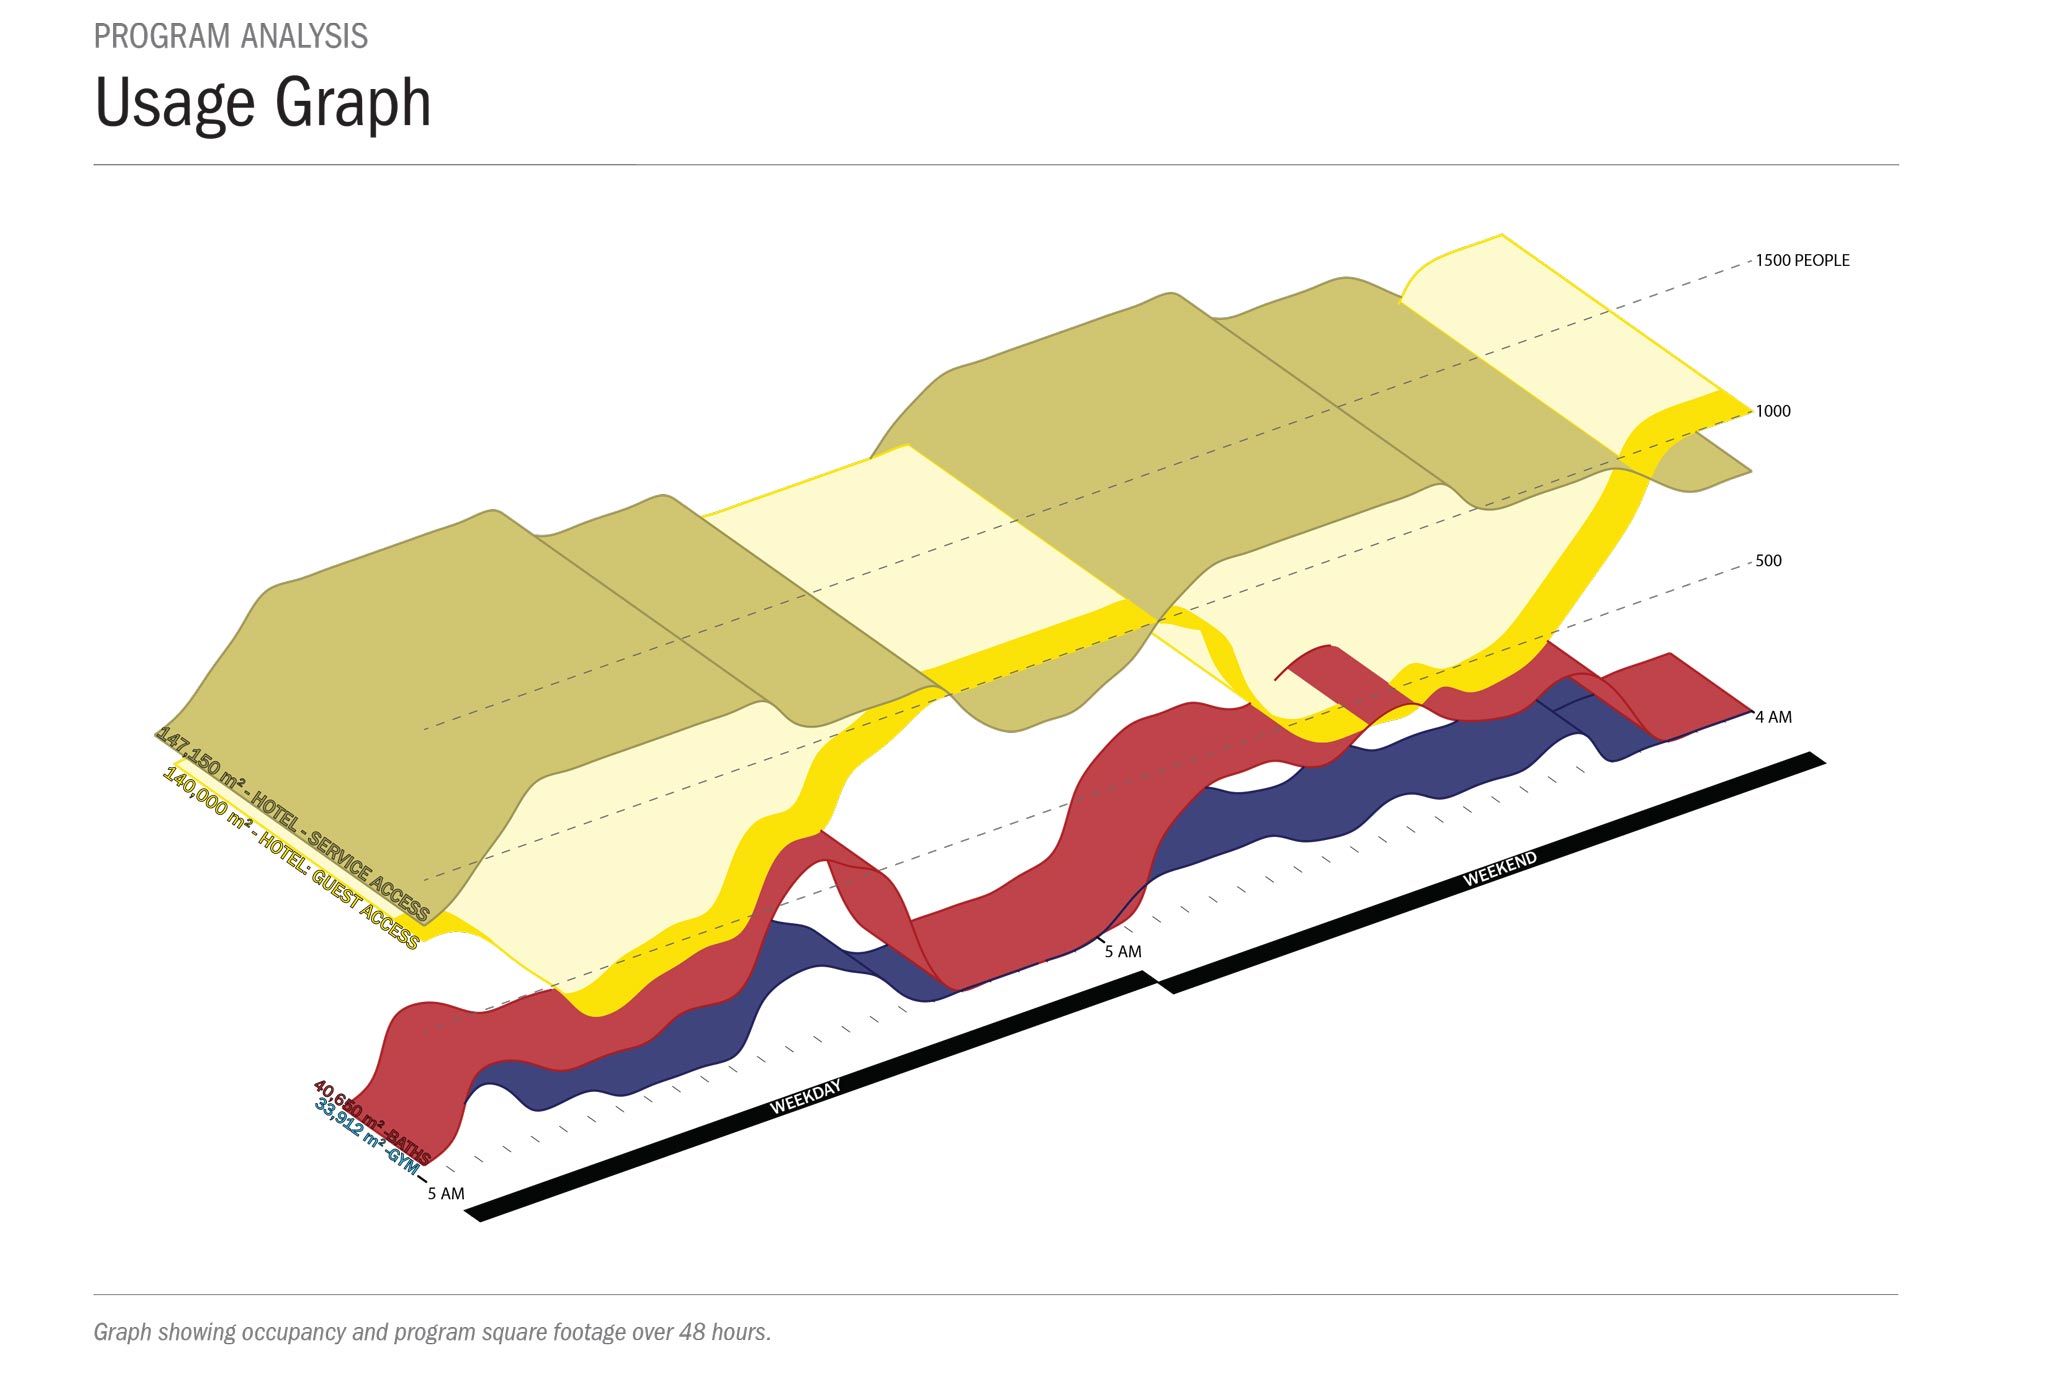 PROGRAM ANALYSIS
Usage Graph
1500 PEOPLE
1000
500
4 AM
147,150 m² - HOTEL - SERVICE ACCESS
140,000 m² - HOTEL: GUEST ACCESS
40,650 m² -BATHS
33,912 m² -GYM
5 AM
5 AM
WEEKDAY
WEEKEND
Graph showing occupancy and program square footage over 48 hours.